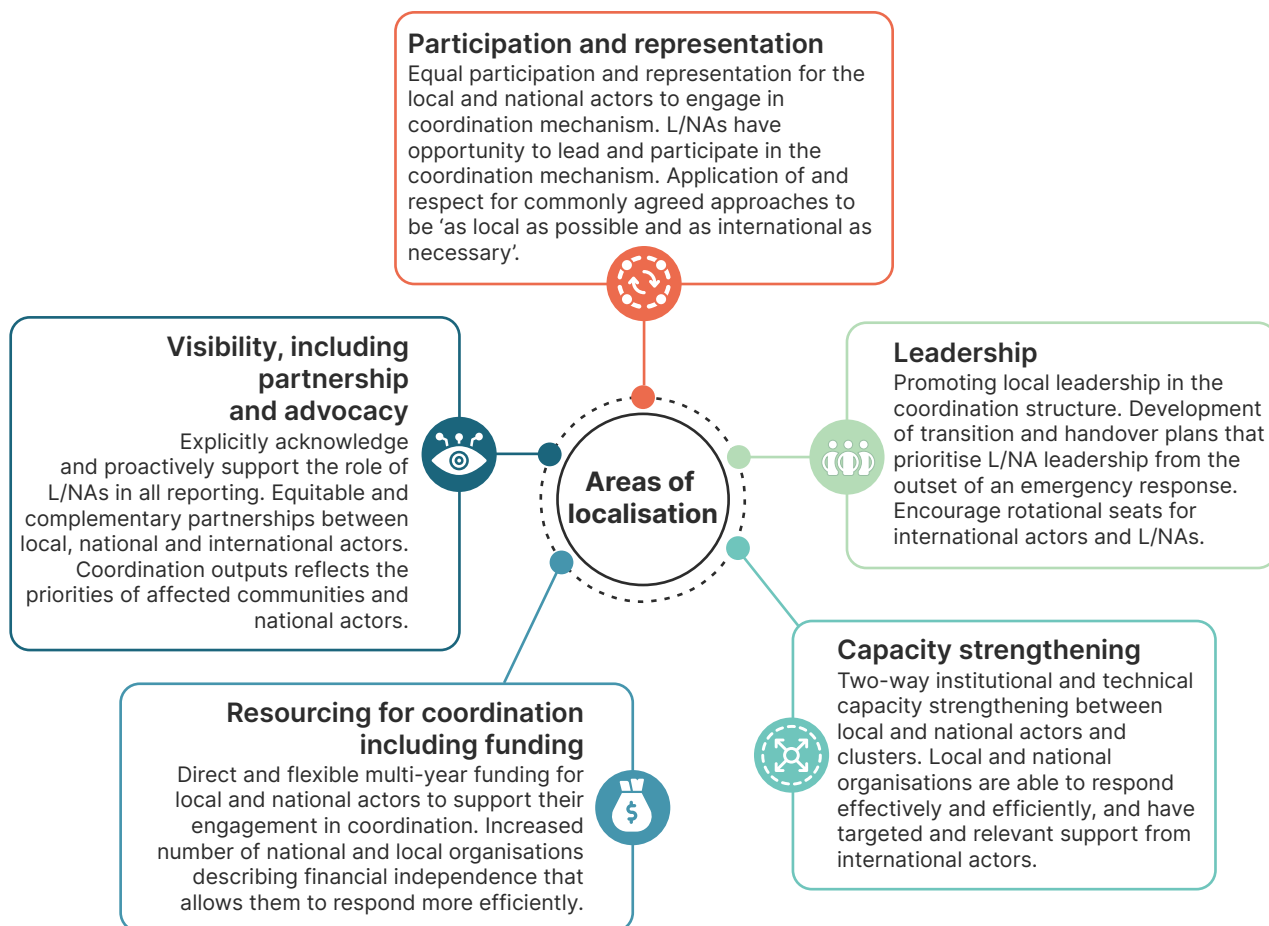 Participation and representation
Equal participation and representation for the
local and national actors to engage in
coordination mechanism. L/NAs have
opportunity to lead and participate in the
coordination mechanism. Application of and
respect for commonly agreed approaches to
be ‘as local as possible and as international as
necessary’.
Visibility, including
partnership
and advocacy
Explicitly acknowledge
and proactively support the role of
L/NAs in all reporting. Equitable and
complementary partnerships between
local, national and international actors.
Coordination outputs reflects the
priorities of affected communities and
national actors.
Areas of
localisation
Leadership
Promoting local leadership in the
coordination structure. Development
of transition and handover plans that
prioritise L/NA leadership from the
outset of an emergency response.
Encourage rotational seats for
international actors and L/NAs.
Resourcing for coordination
including funding
Direct and flexible multi-year funding for
local and national actors to support their
engagement in coordination. Increased
number of national and local organisations
describing financial independence that
allows them to respond more efficiently.
$
Capacity strengthening
Two-way institutional and technical
capacity strengthening between
local and national actors and
clusters. Local and national
organisations are able to respond
effectively and efficiently, and have
targeted and relevant support from
international actors.